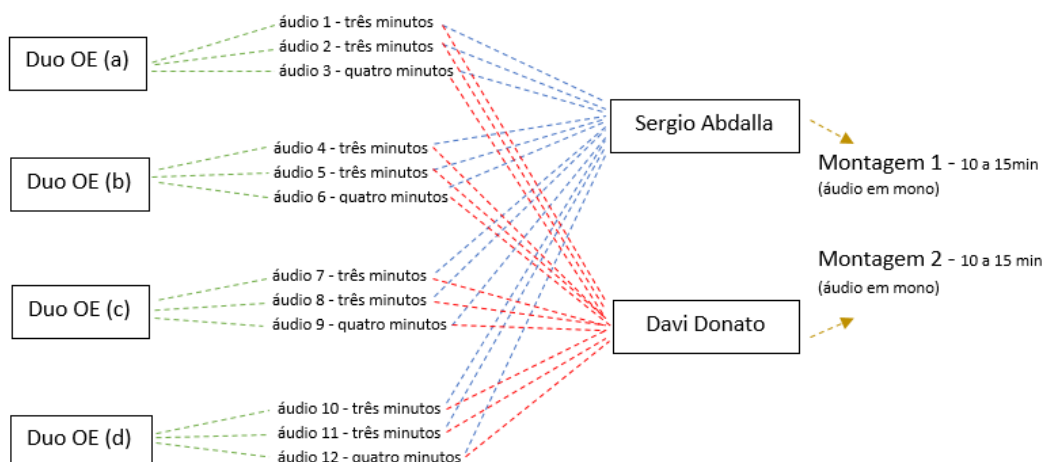 Duo OE (a)
áudio 1 - três minutos
áudio 2 - três minutos
áudio 3 - quatro minutos
Duo OE (b)
áudio 4 - três minutos
áudio 5 - três minutos
áudio 6 - quatro minutos
Duo OE (c)
áudio 7 - três minutos
áudio 8 - três minutos
áudio 9 - quatro minutos
Duo OE (d)
áudio 10 - três minutos
áudio 11 - três minutos
áudio 12 - quatro minutos
Sergio Abdalla
Davi Donato
Montagem 1 - 10 a 15min
(áudio em mono)
Montagem 2 - 10 a 15 min
(áudio em mono)